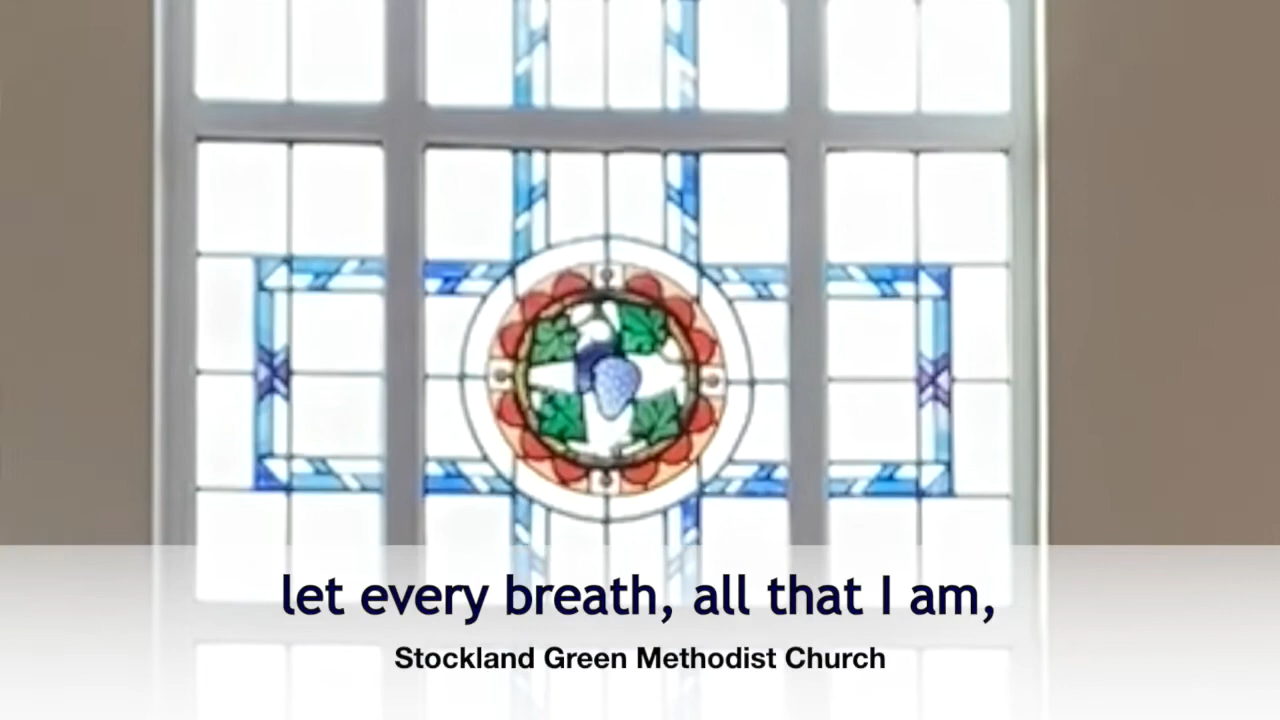 let every breath, all that I am,
Stockland Green Methodist Church